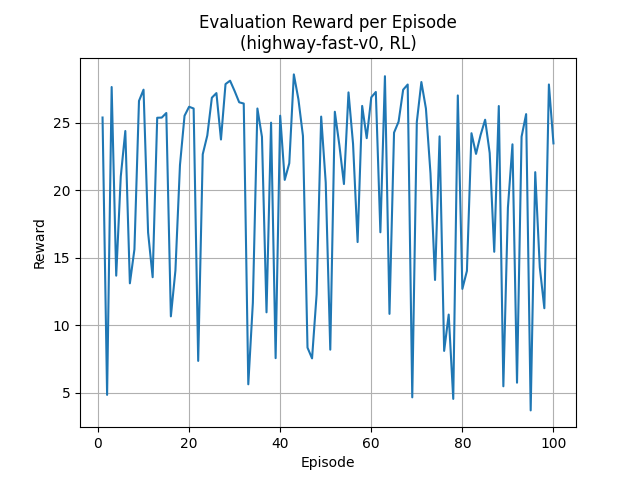 Evaluation Reward per Episode
(highway-fast-v0, RL)
25
20
15
10
5
Reward
0 20 40 60 80 100
Episode